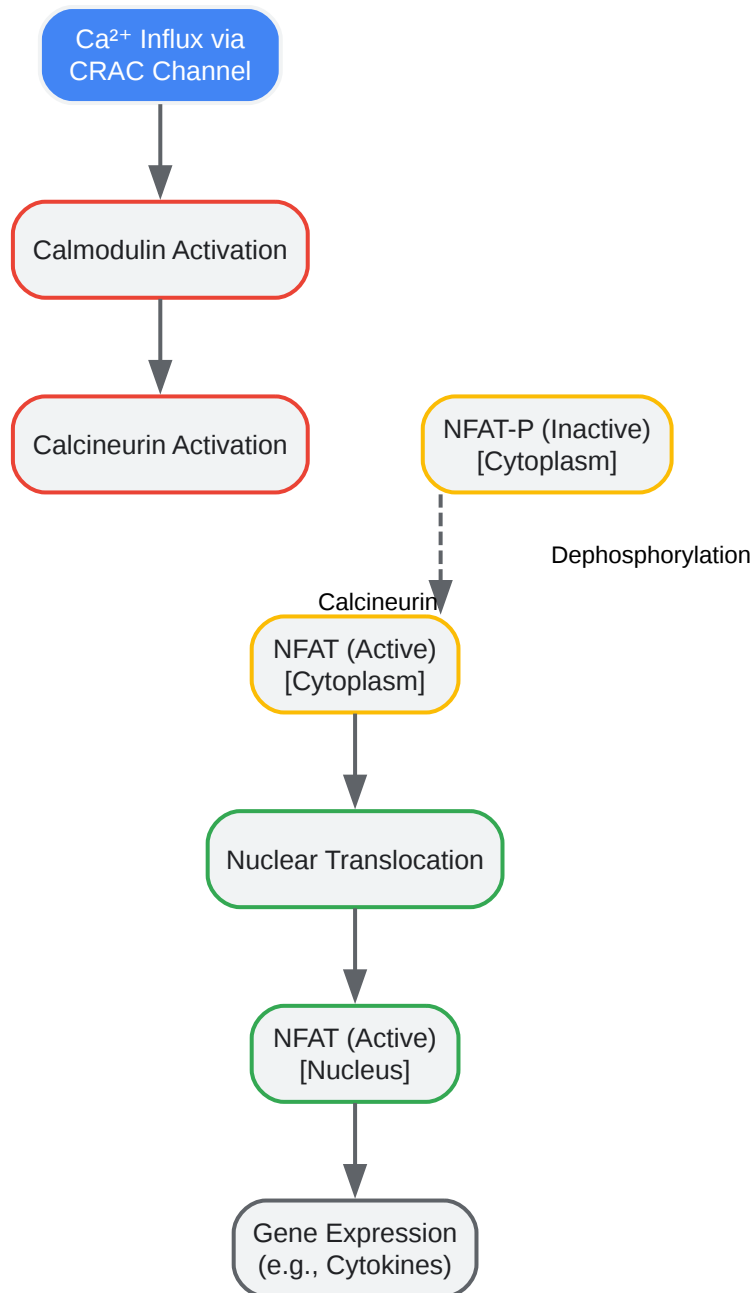 Ca²⁺ Influx via
CRAC Channel
Calmodulin Activation
Calcineurin Activation
NFAT-P (Inactive)
[Cytoplasm]
Dephosphorylation
Calcineurin
NFAT (Active)
[Cytoplasm]
Nuclear Translocation
NFAT (Active)
[Nucleus]
Gene Expression
(e.g., Cytokines)